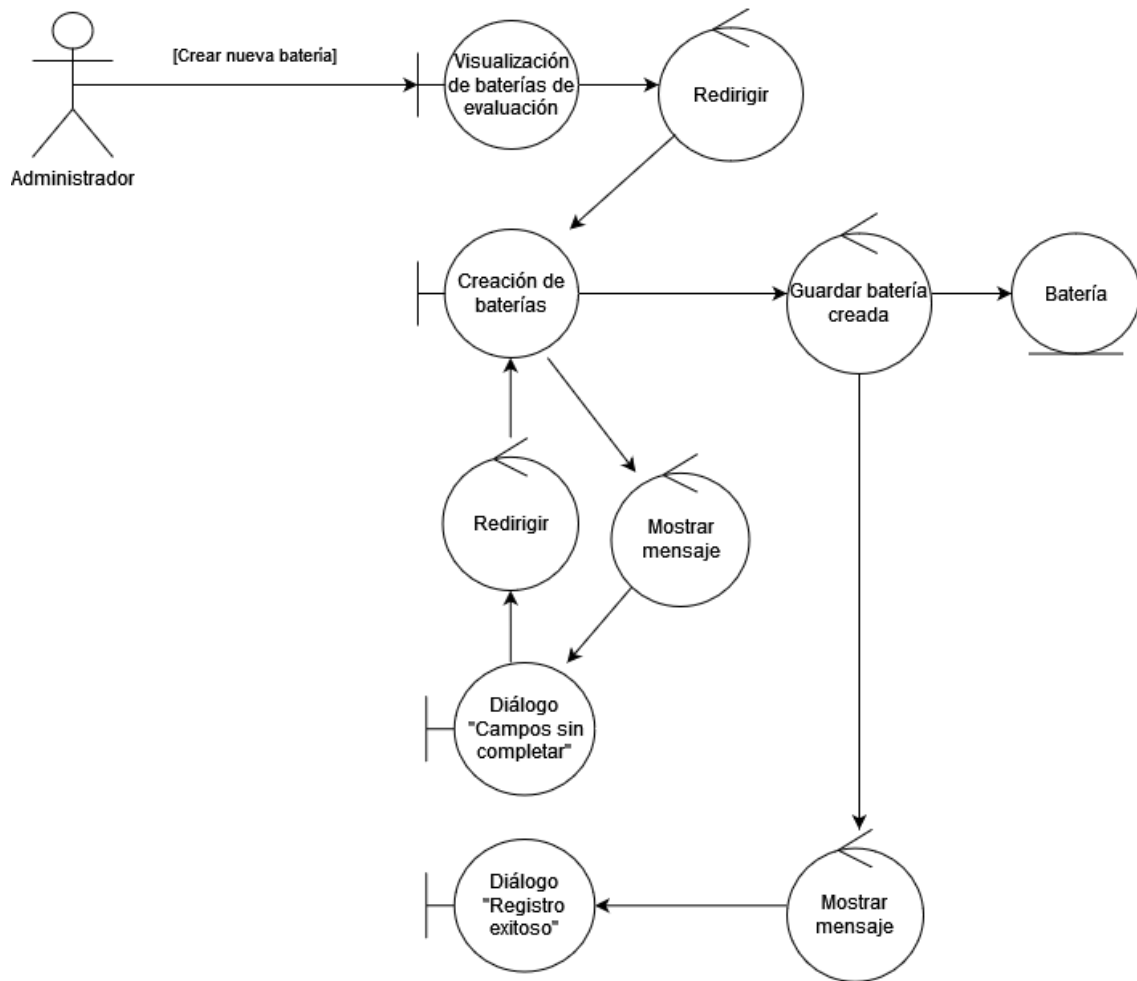 [Crear nueva batería]
Visualización
de baterías de
evaluación
Redirigir
Administrador
Creación de
baterías
Guardar batería
creada
Batería
Redirigir
Mostrar
mensaje
Diálogo
"Campos sin
completar"
Diálogo
"Registro
exitoso"
Mostrar
mensaje